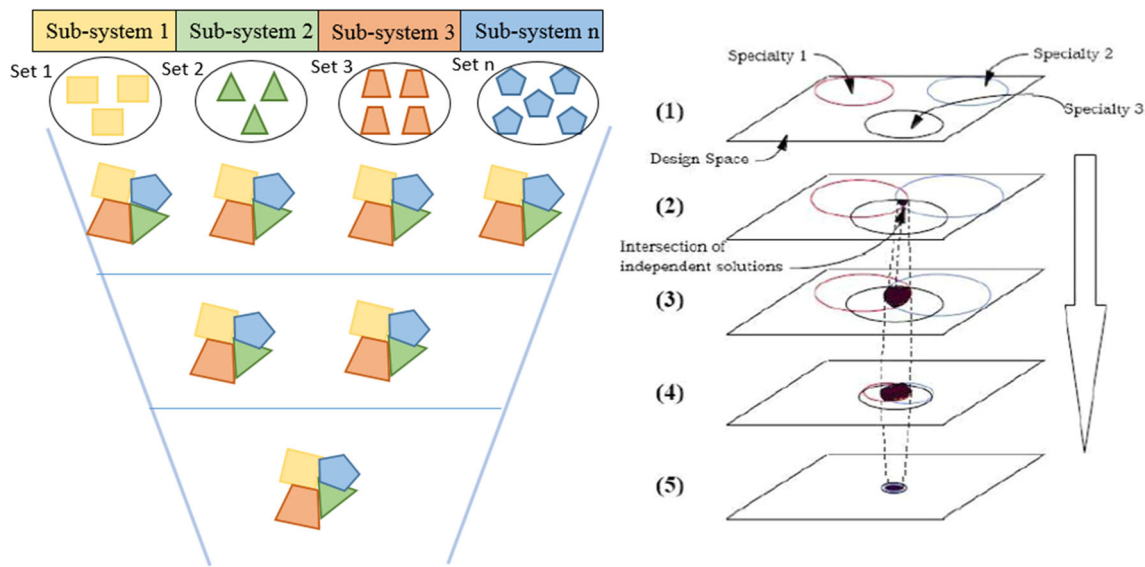 Sub-system 1 Sub-system 2 Sub-system 3 Sub-system n
Set 1 Set 2 Set 3 Set n
Specialty 1
Specialty 2
(1)
Specialty 3
Design Space
(2)
Intersection of
independent solutions
(3)
(4)
(5)